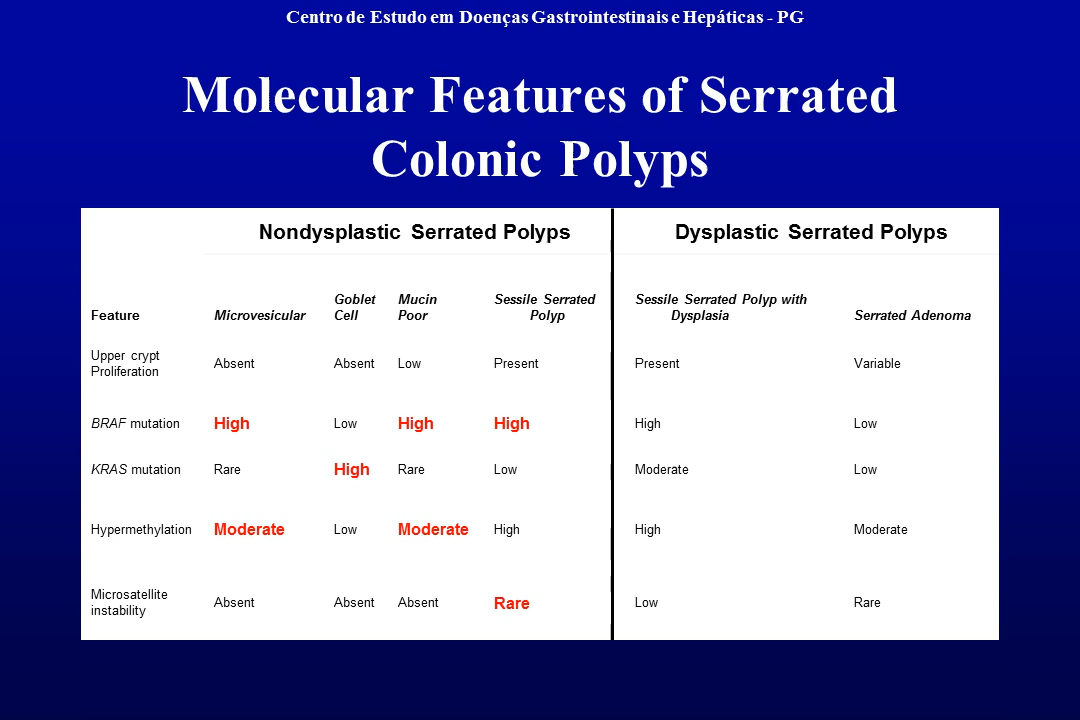 Centro de Estudo em Doenças Gastrointestinais e Hepáticas - PG
Molecular Features of Serrated
Colonic Polyps
Nondysplastic Serrated Polyps Dysplastic Serrated Polyps
Feature Microvesicular Goblet Cell Mucin Poor Sessile Serrated Polyp Sessile Serrated Polyp with Dysplasia Serrated Adenoma
Upper crypt Proliferation Absent Absent Low Present Present Variable
BRAF mutation High Low High High High Low
KRAS mutation Rare High Rare Low Moderate Low
Hypermethylation Moderate Low Moderate High High Moderate
Microsatellite instability Absent Absent Absent Rare Low Rare